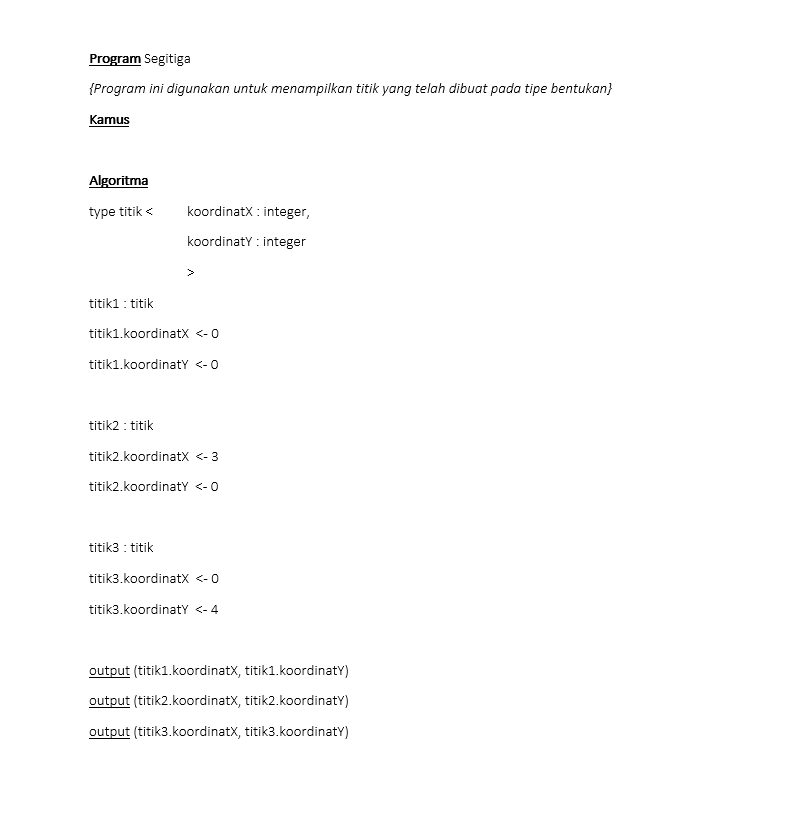 Program Segitiga
{Program ini digunakan untuk menampilkan titik yang telah dibuat pada tipe bentukan}
Kamus
Algoritma
type titik < koordinatX : integer,
koordinatY : integer
>
titik1 : titik
titik1.koordinatX <- 0
titik1.koordinatY <- 0
titik2 : titik
titik2.koordinatX <- 3
titik2.koordinatY <- 0
titik3 : titik
titik3.koordinatX <- 0
titik3.koordinatY <- 4
output (titik1.koordinatX, titik1.koordinatY)
output (titik2.koordinatX, titik2.koordinatY)
output (titik3.koordinatX, titik3.koordinatY)